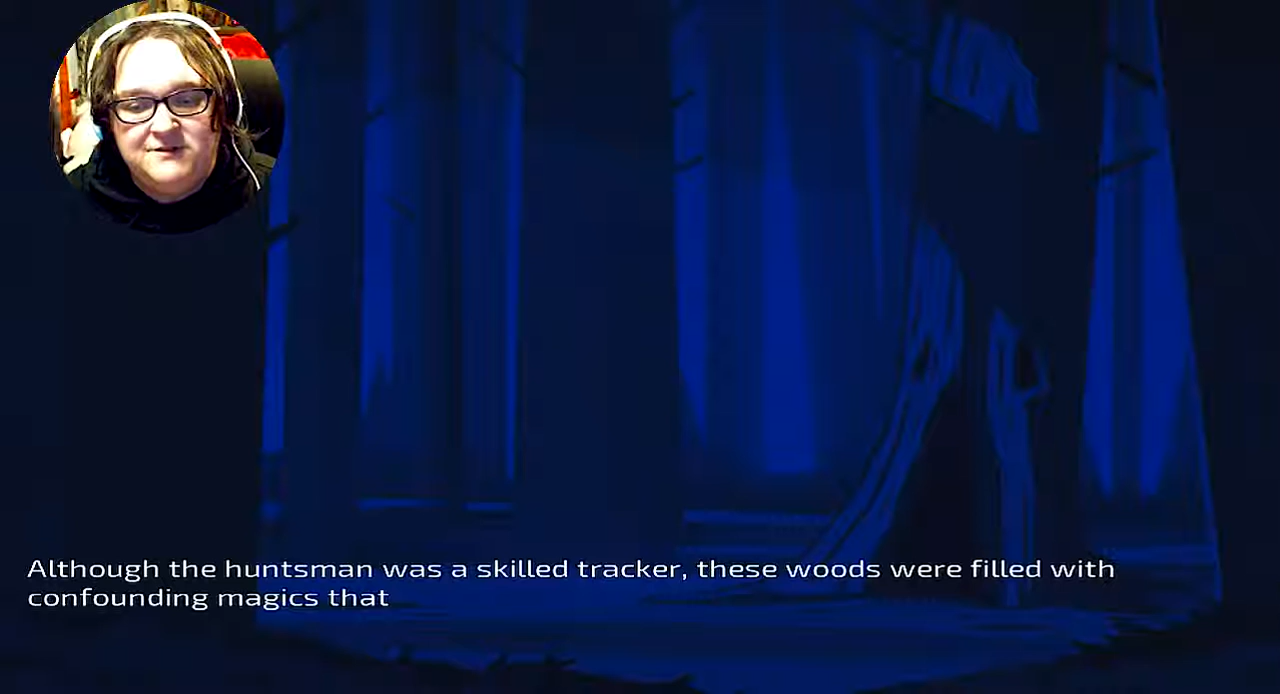 Although the huntsman was a skilled tracker, these woods were filled with
confounding magics that